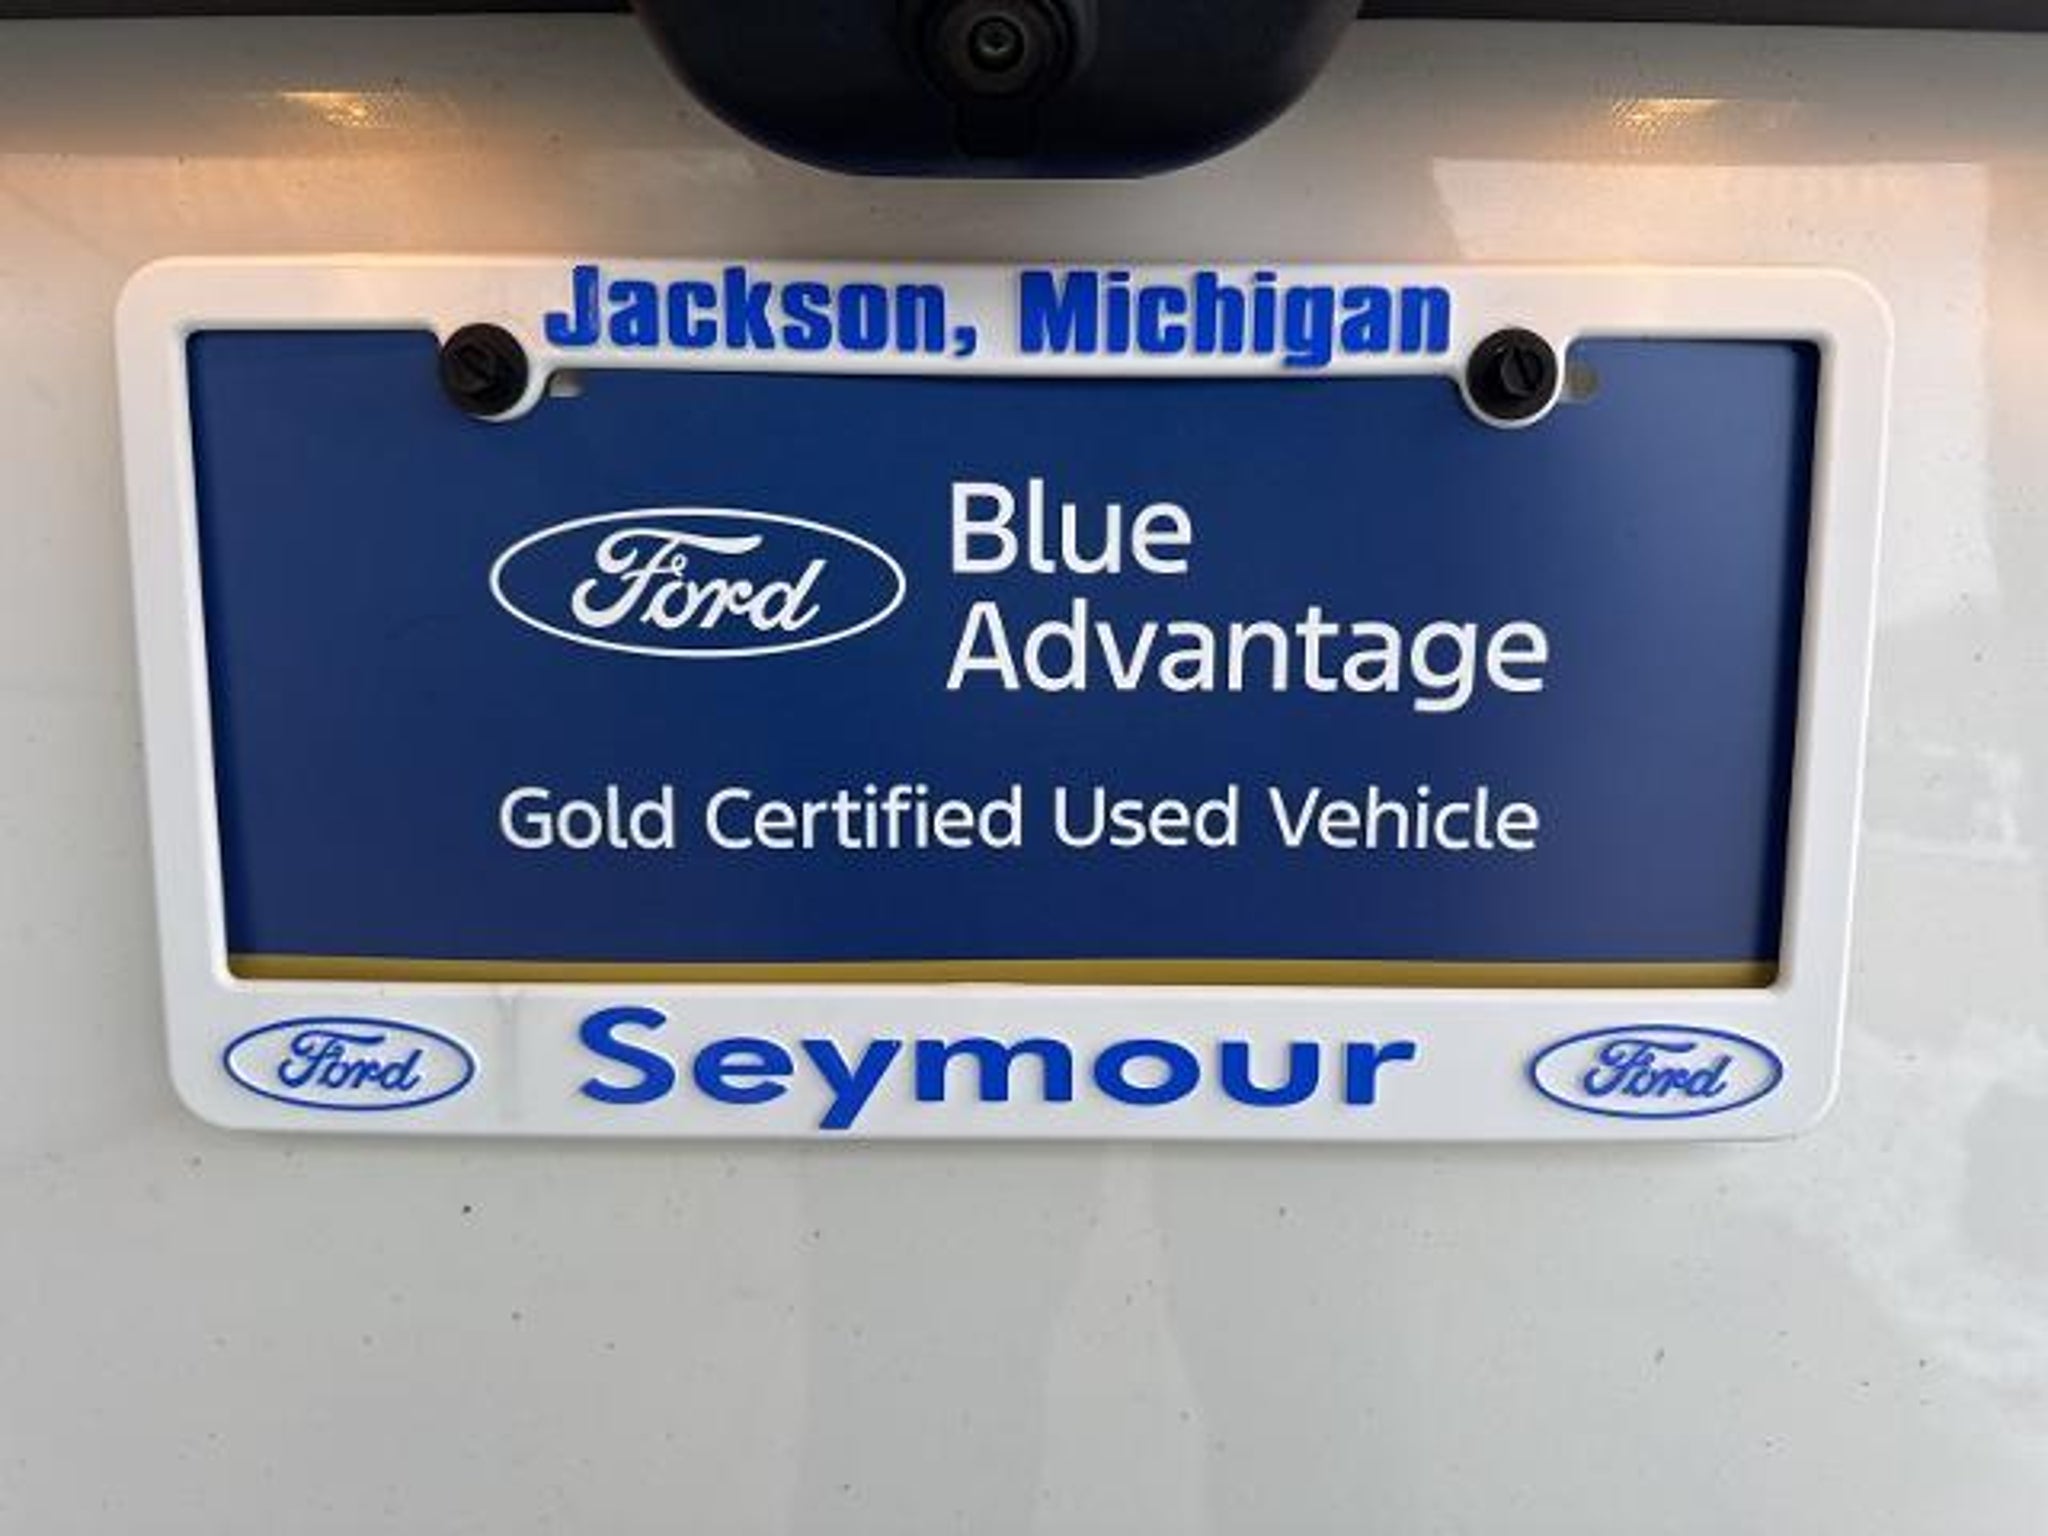 Jackson, Michigan
Ford
Blue
Advantage
Gold Certified Used Vehicle
Ford Seymour Ford